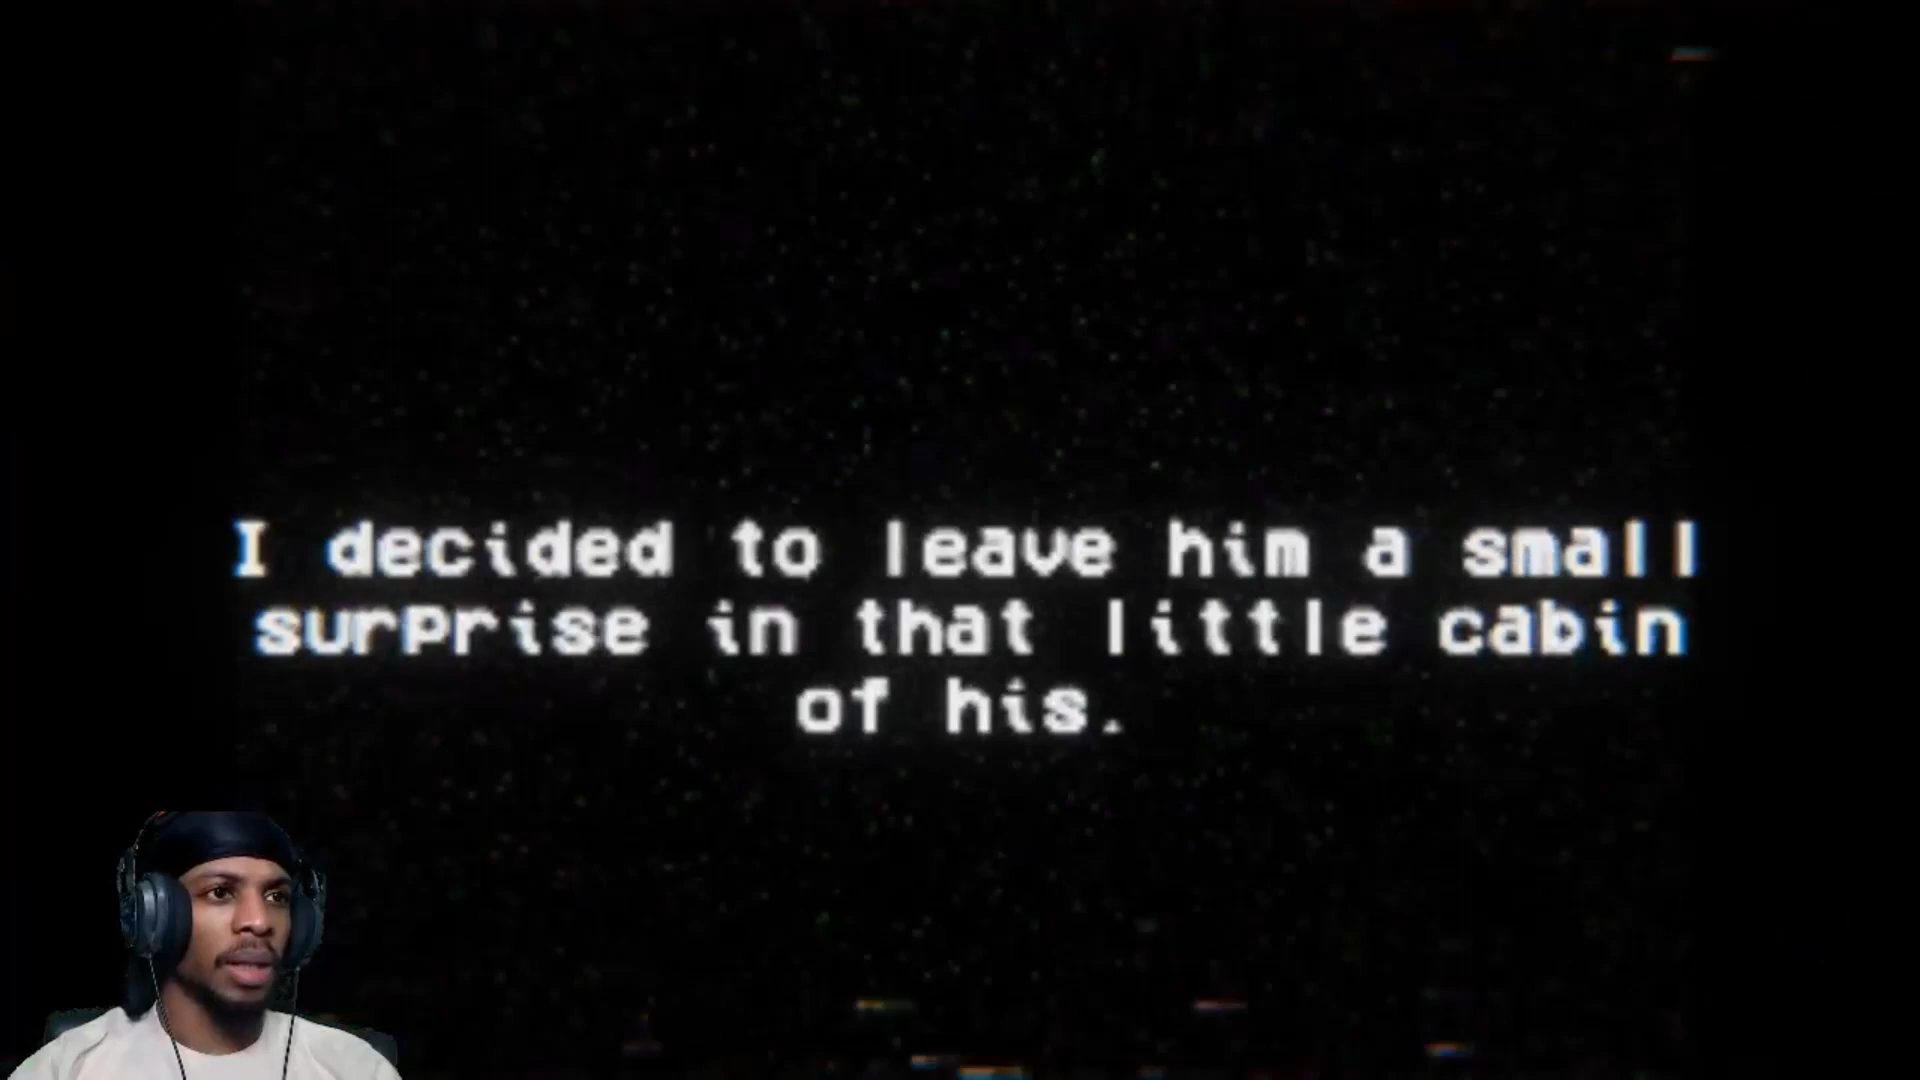 I decided to leave him a small
surprise in that little cabin
of his.